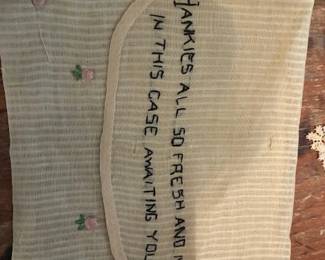 HANKIES ALL SO FRESH AND
IN THIS CASE AWAITING YOU